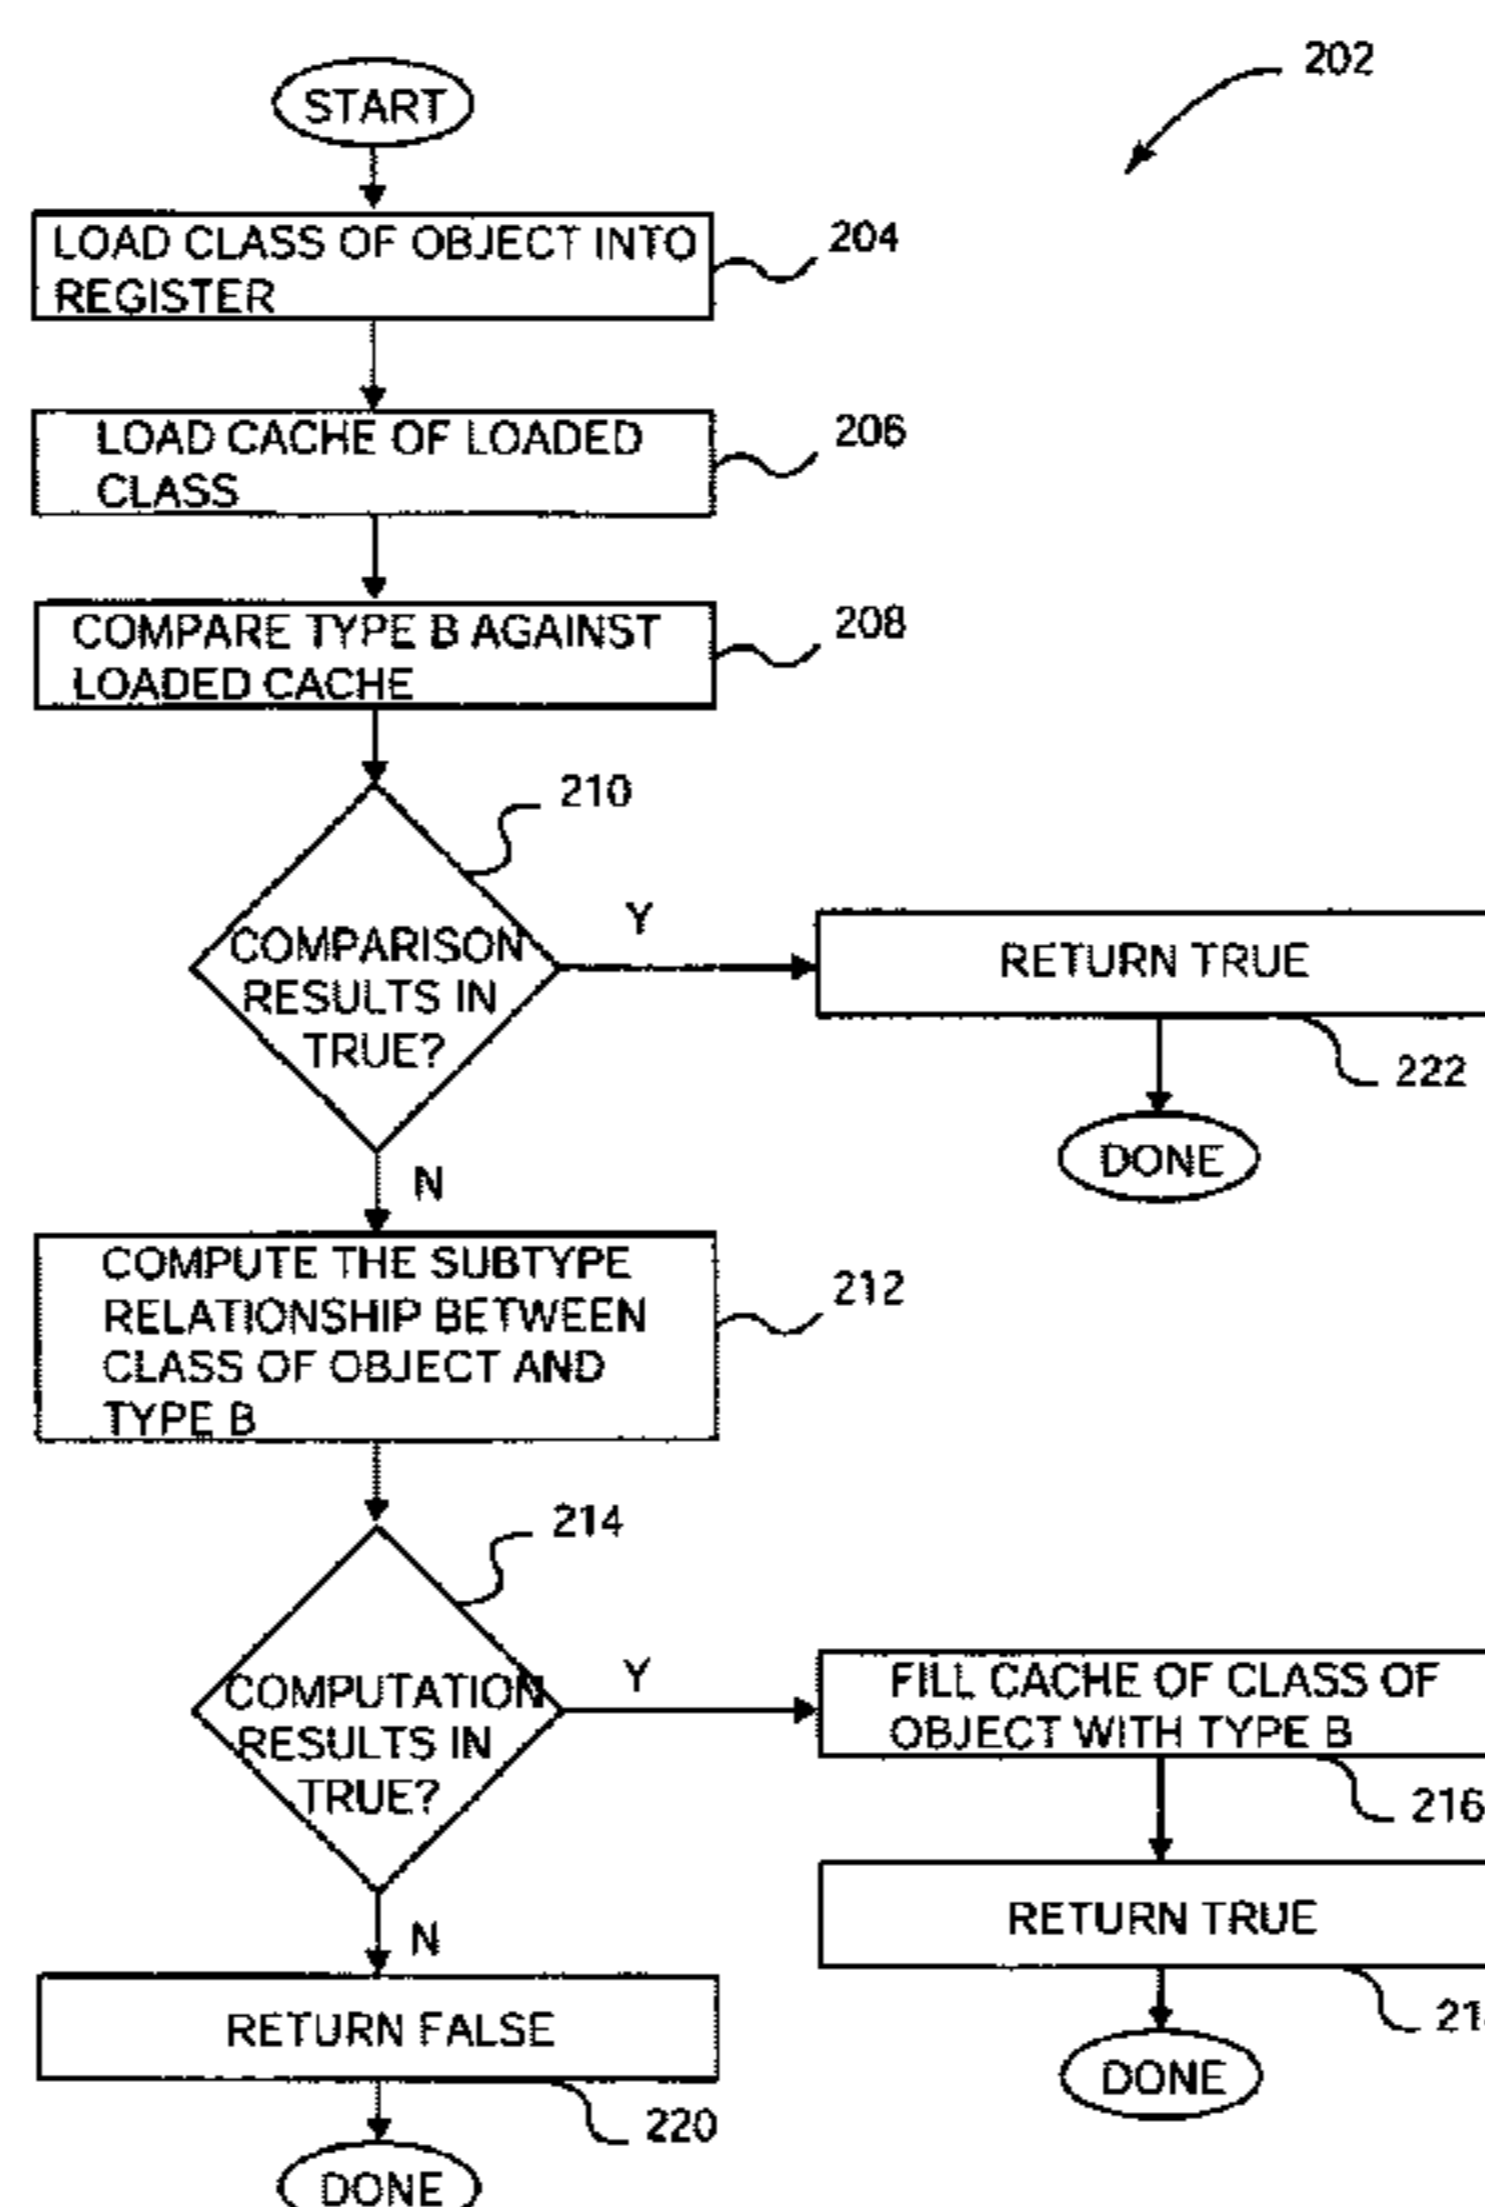 START
202
LOAD CLASS OF OBJECT INTO
REGISTER
204
LOAD CACHE OF LOADED
CLASS
206
COMPARE TYPE B AGAINST
LOADED CACHE
208
210
COMPARISON
RESULTS IN
TRUE?
Y
RETURN TRUE
222
DONE
N
COMPUTE THE SUBTYPE
RELATIONSHIP BETWEEN
CLASS OF OBJECT AND
TYPE B
212
214
COMPUTATION
RESULTS IN
TRUE?
Y
FILL CACHE OF CLASS OF
OBJECT WITH TYPE B
216
RETURN TRUE
DONE
N
RETURN FALSE
220
DONE